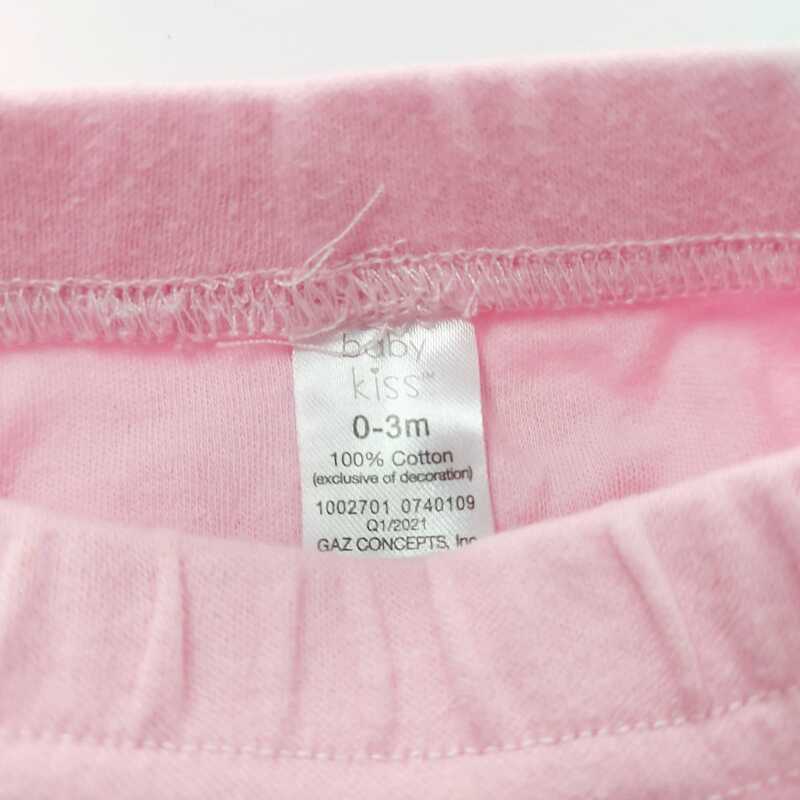 baby
kiss™
0-3m
100% Cotton
(exclusive of decoration)
1002701 0740109
Q1/2021
GAZ CONCEPTS, Inc